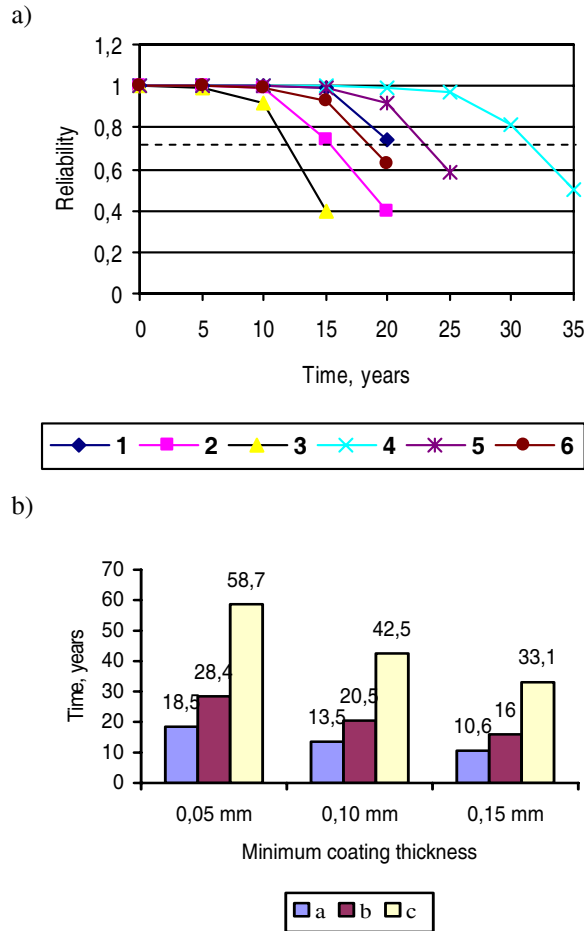 a)
1,2
1
0,8
0,6
0,4
0,2
0
Reliability
0 5 10 15 20 25 30 35
Time, years
1 2 3 4 5 6
b)
70
60
50
40
30
20
10
0
Time, years
18,5 28,4 58,7 13,5 20,5 42,5 10,6 16 33,1
0,05 mm 0,10 mm 0,15 mm
Minimum coating thickness
a b c